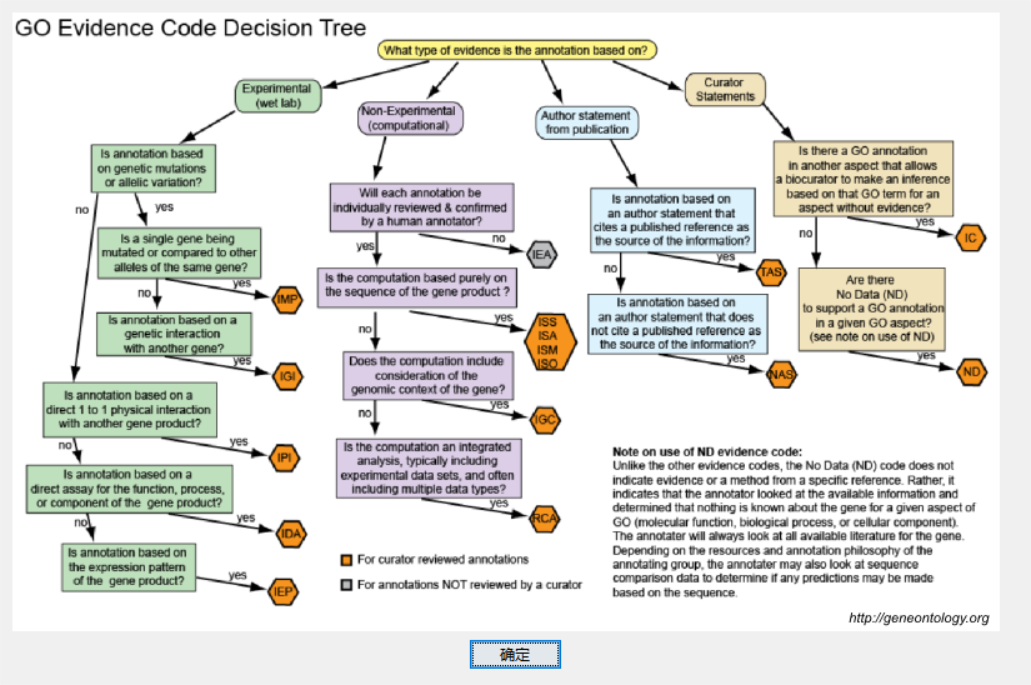 GO Evidence Code Decision Tree
What type of evidence is the annotation based on?
Experimental
(wet lab)
Non-Experimental
(computational)
Author statement
from publication
Curator
Statements
Is annotation based
on genetic mutations
or allelic variation?
no
yes
Is a single gene being
mutated or compared to other
alleles of the same gene?
yes
IMP
no
Is annotation based on a
genetic interaction
with another gene?
yes
IGI
Is annotation based on a
direct 1 to 1 physical interaction
with another gene product?
yes
IPI
no
Is annotation based on a
direct assay for the function, process,
or component of the gene product?
yes
IDA
no
Is annotation based on
the expression pattern
of the gene product?
yes
IEP
Will each annotation be
individually reviewed & confirmed
by a human annotator?
no
IEA
yes
Is the computation based purely on
the sequence of the gene product ?
yes
ISS
ISA
ISM
ISO
no
Does the computation include
consideration of the
genomic context of the gene?
yes
IGC
no
Is the computation an integrated
analysis, typically including
experimental data sets, and often
including multiple data types?
yes
RCA
Is annotation based on
an author statement that
cites a published reference as
the source of the information?
yes
TAS
no
Is annotation based on
an author statement that does
not cite a published reference as
the source of the information?
yes
NAS
Is there a GO annotation
in another aspect that allows
a biocurator to make an inference
based on that GO term for an
aspect without evidence?
yes
IC
no
Are there
No Data (ND)
to support a GO annotation
in a given GO aspect?
(see note on use of ND)
yes
ND
For curator reviewed annotations
For annotations NOT reviewed by a curator
Note on use of ND evidence code:
Unlike the other evidence codes, the No Data (ND) code does not
indicate evidence or a method from a specific reference. Rather, it
indicates that the annotator looked at the available information and
determined that nothing is known about the gene for a given aspect of
GO (molecular function, biological process, or cellular component).
The annotater will always look at all available literature for the gene.
Depending on the resources and annotation philosophy of the
annotating group, the annotater may also look at sequence
comparison data to determine if any predictions may be made
based on the sequence.
http://geneontology.org
确定